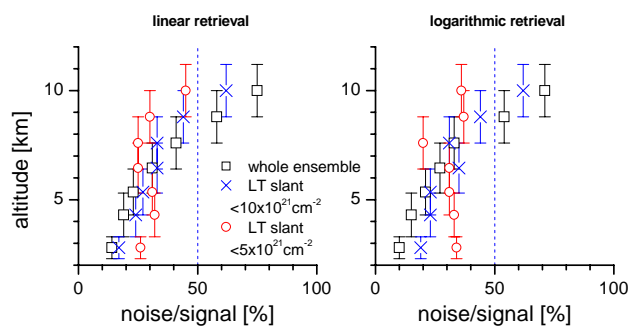 linear retrieval
logarithmic retrieval
altitude [km]
10
5
whole ensemble
LT slant
<10x10²¹cm⁻²
LT slant
<5x10²¹cm⁻²
10
5
0
50
100
0
50
100
noise/signal [%]
noise/signal [%]